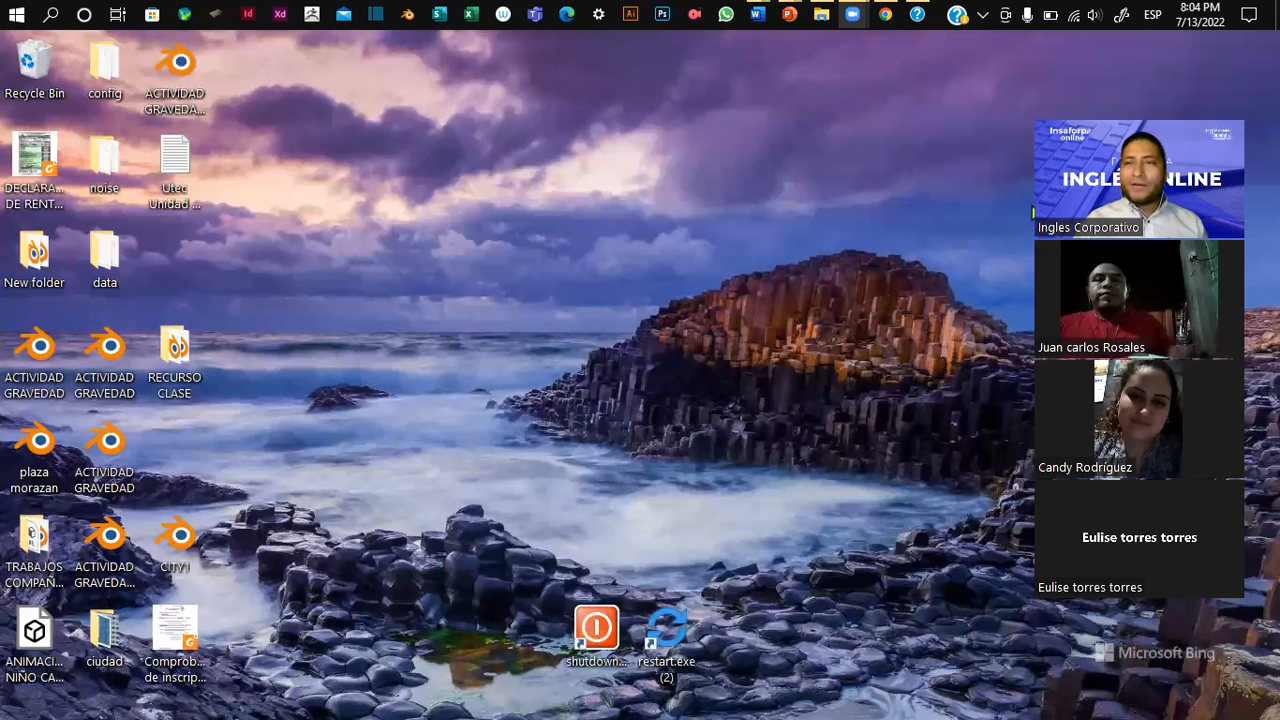 8:04 PM
ESP
7/13/2022
Recycle Bin
config
ACTIVIDAD
GRAVEDA...
DECLARA...
DE RENT...
noise
Utec
Unidad ...
New folder
data
ACTIVIDAD
GRAVEDAD
ACTIVIDAD
GRAVEDAD
RECURSO
CLASE
plaza
morazan
ACTIVIDAD
GRAVEDAD
TRABAJOS
COMPAÑ...
ACTIVIDAD
GRAVEDA...
CITY1
ANIMACI...
NIÑO CA...
ciudad
Comprob...
de inscrip...
shutdown...
restart.exe
(2)
Insaforp
online
INGLÉS ONLINE
Ingles Corporativo
Juan carlos Rosales
Candy Rodríguez
Eulise torres torres
Eulise torres torres
Microsoft Bing